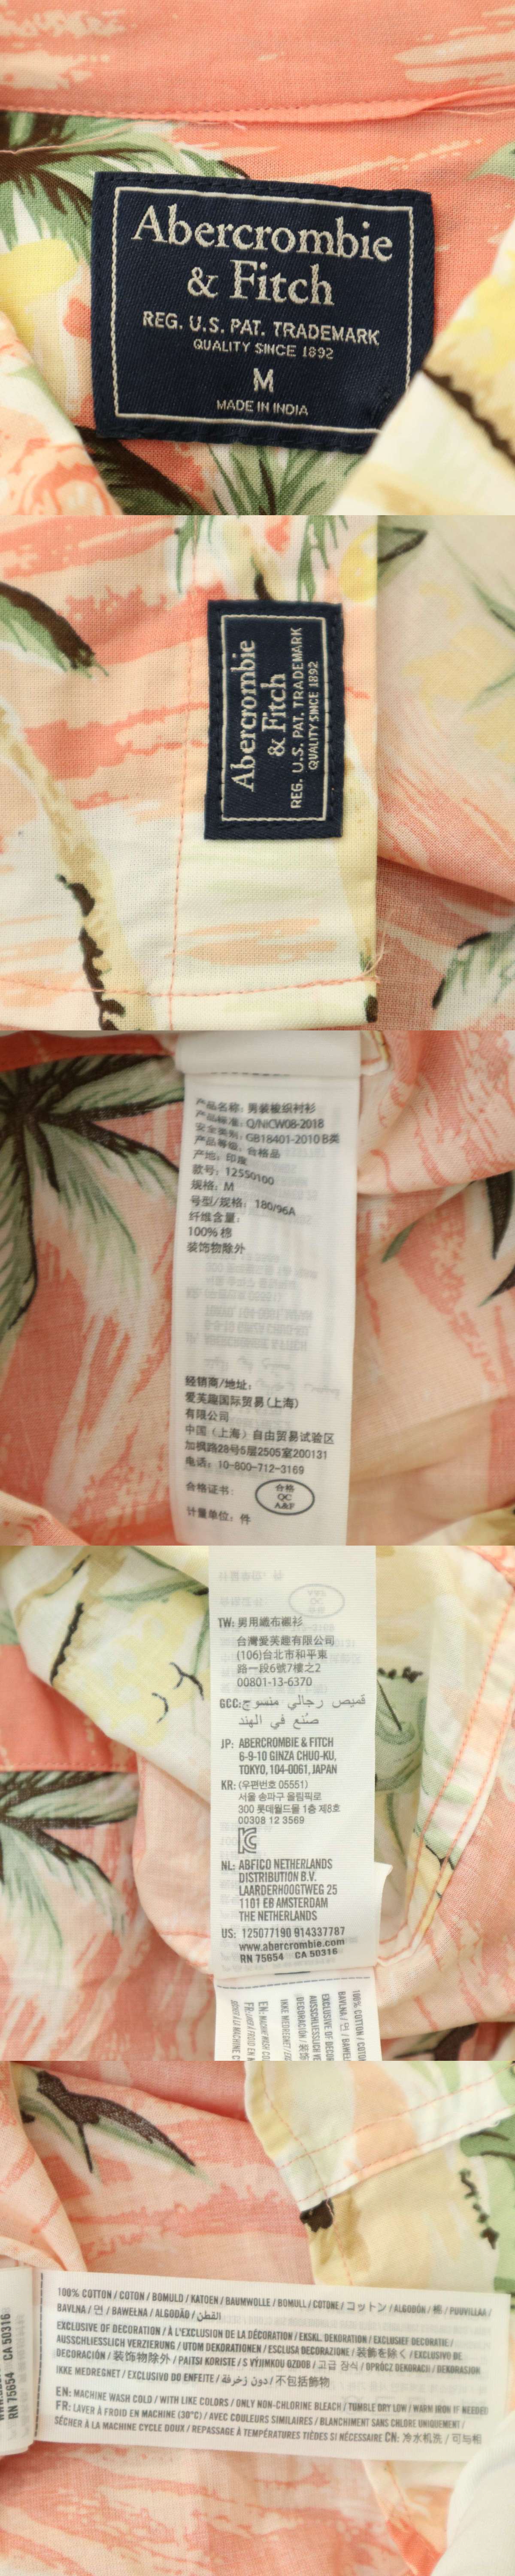 Abercrombie
& Fitch
REG. U.S. PAT. TRADEMARK
QUALITY SINCE 1892
M
MADE IN INDIA
Abercrombie
& Fitch
REG. U.S. PAT. TRADEMARK
QUALITY SINCE 1892
产品名称: 男装梭织衬衫
产品标准: Q/NICW08-2018
安全类别: GB18401-2010 B类
产品等级: 合格品
产地: 印度
款号: 12550100
规格: M
号型/规格: 180/96A
纤维含量:
100% 棉
装饰物除外
经销商/地址:
爱芙趣国际贸易(上海)
有限公司
中国(上海)自由贸易试验区
加枫路28号5层2505室200131
电话: 10-800-712-3169
合格证书:
合格
QC
A&F
计量单位: 件
TW: 男用織布襯衫
台灣愛芙趣有限公司
(106)台北市和平東
路一段6號7樓之2
00801-13-6370
GCC: قميص رجالي منسوج
صُنع في الهند
JP: ABERCROMBIE & FITCH
6-9-10 GINZA CHUO-KU,
TOKYO, 104-0061, JAPAN
KR: (우편번호 05551)
서울 송파구 올림픽로
300 롯데월드몰 1층 제8호
00308 12 3569
NL: ABFICO NETHERLANDS
DISTRIBUTION B.V.
LAARDERHOOGTWEG 25
1101 EB AMSTERDAM
THE NETHERLANDS
US: 125077190 914337787
www.abercrombie.com
RN 75654 CA 50316
100% COTTON / COTON / BOMULD / KATOEN / BAUMWOLLE / BOMULL / COTONE / コットン / ALGODÓN / 棉 / PUUVILLAA /
BAVLNA / 면 / BAWEŁNA / ALGODÃO / القطن
EXCLUSIVE OF DECORATION / À L'EXCLUSION DE LA DÉCORATION / EKSKL. DEKORATION / EXCLUSIEF DECORATIE /
AUSSCHLIESSLICH VERZIERUNG / UTOM DEKORATIONEN / ESCLUSA DECORAZIONE / 装飾を除く / EXCLUSIVO DE
DECORACIÓN / 装饰物除外 / PAITSI KORISTE / S VÝJIMKOU OZDOB / 고급 장식 / OPRÓCZ DEKORACJI / DEKORASJON
IKKE MEDREGNET / EXCLUSIVO DO ENFEITE / دون زخرفة / 不包括飾物
EN: MACHINE WASH COLD / WITH LIKE COLORS / ONLY NON-CHLORINE BLEACH / TUMBLE DRY LOW / WARM IRON IF NEEDED
FR: LAVER À FROID EN MACHINE (30°C) / AVEC COULEURS SIMILAIRES / BLANCHIMENT SANS CHLORE UNIQUEMENT /
SÉCHER À LA MACHINE CYCLE DOUX / REPASSAGE À TEMPÉRATURES TIÈDES SI NÉCESSAIRE CN: 冷水机洗 / 可与相
RN 75654 CA 50316